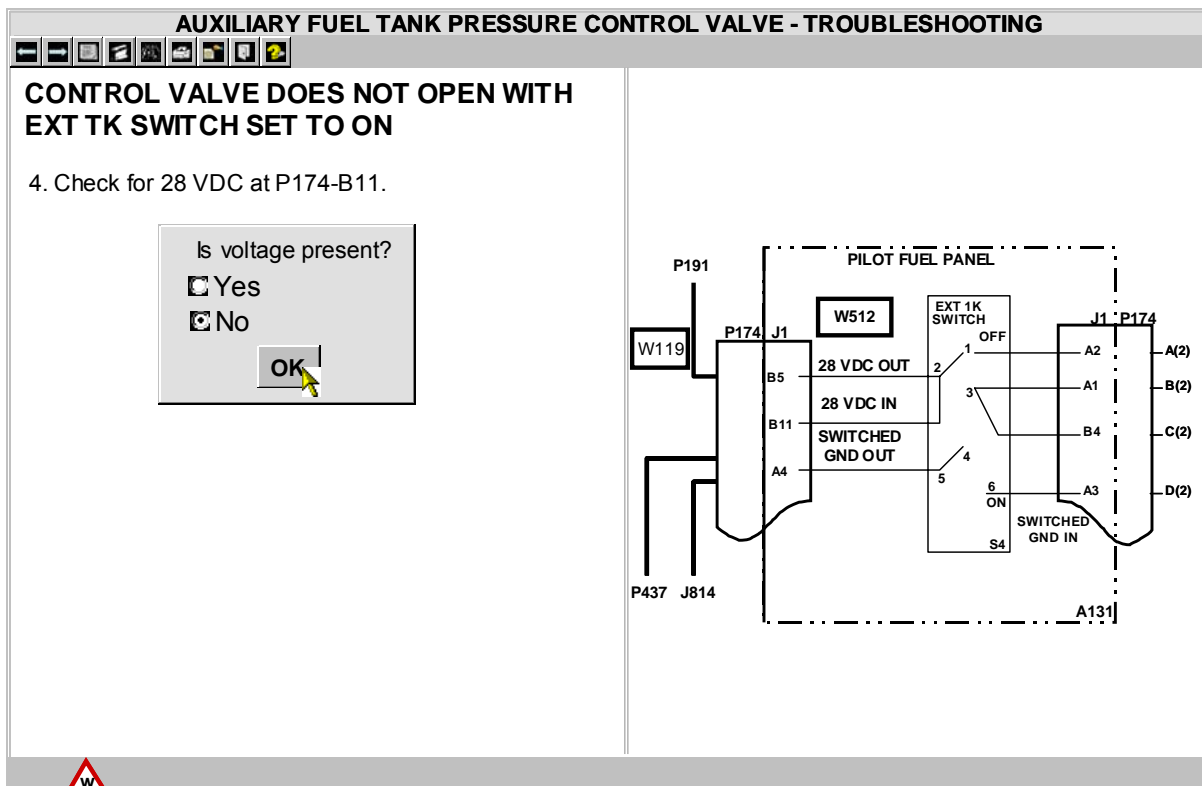 AUXILIARY FUEL TANK PRESSURE CONTROL VALVE - TROUBLESHOOTING
CONTROL VALVE DOES NOT OPEN WITH
EXT TK SWITCH SET TO ON
4. Check for 28 VDC at P174-B11.
Is voltage present?
Yes
No
OK
P191
PILOT FUEL PANEL
W119
P174
J1
W512
EXT 1K
SWITCH
OFF
J1
P174
B5
28 VDC OUT
2
1
A2
A(2)
3
A1
B(2)
B11
28 VDC IN
B4
C(2)
SWITCHED
GND OUT
A4
5
4
6
ON
A3
D(2)
SWITCHED
GND IN
S4
P437
J814
A131
W